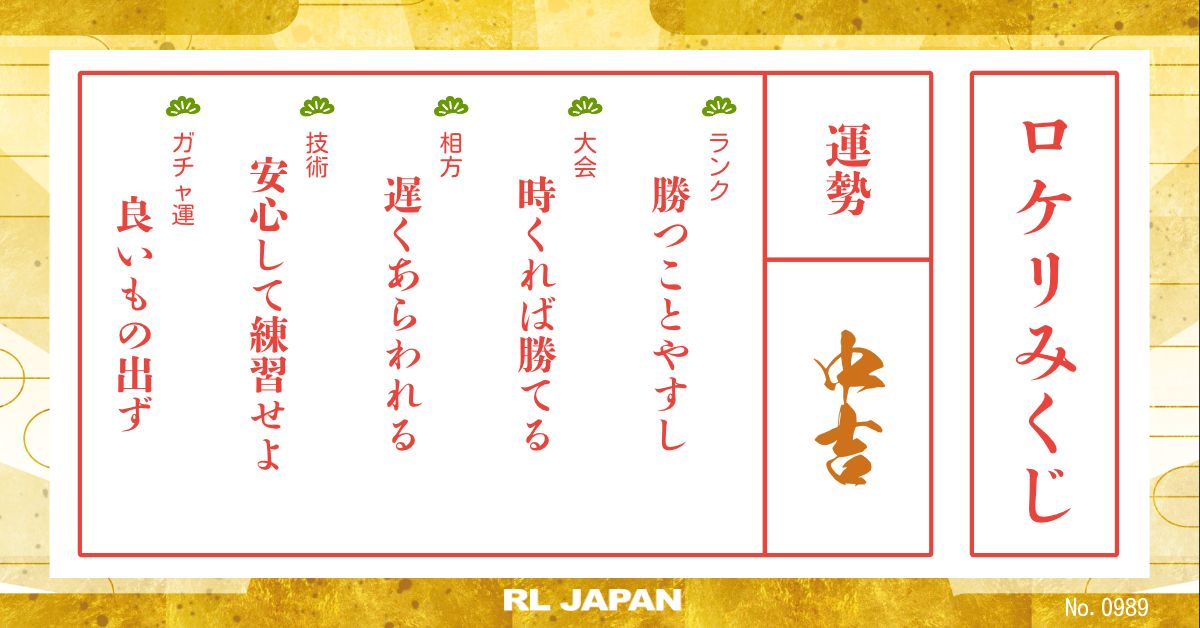 ロケリみくじ
運勢
中吉
ランク
勝つことやすし
大会
時くれば勝てる
相方
遅くあらわれる
技術
安心して練習せよ
ガチャ運
良いもの出ず
RL JAPAN
No. 0989